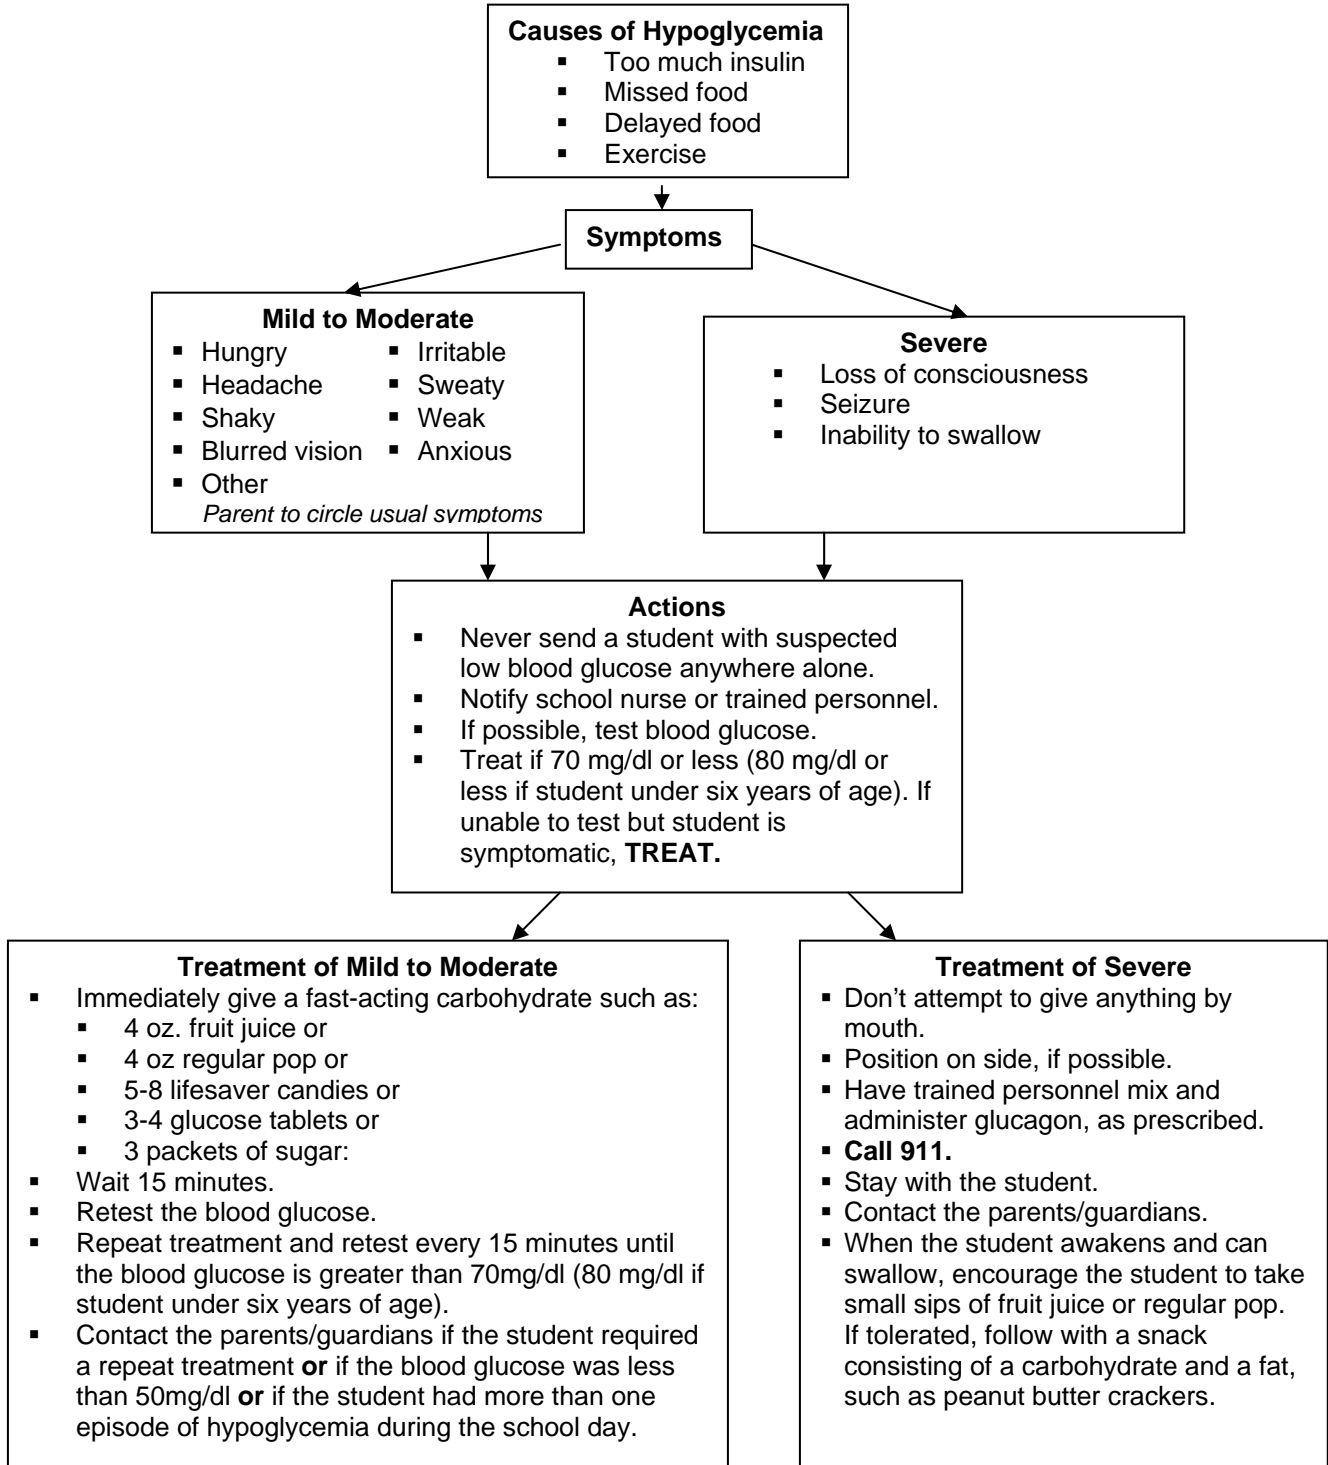 Causes of Hypoglycemia
▪ Too much insulin
▪ Missed food
▪ Delayed food
▪ Exercise
Symptoms
Mild to Moderate
▪ Hungry ▪ Irritable
▪ Headache ▪ Sweaty
▪ Shaky ▪ Weak
▪ Blurred vision ▪ Anxious
▪ Other
Parent to circle usual symptoms
Severe
▪ Loss of consciousness
▪ Seizure
▪ Inability to swallow
Actions
▪ Never send a student with suspected
low blood glucose anywhere alone.
▪ Notify school nurse or trained personnel.
▪ If possible, test blood glucose.
▪ Treat if 70 mg/dl or less (80 mg/dl or
less if student under six years of age). If
unable to test but student is
symptomatic, TREAT.
Treatment of Mild to Moderate
▪ Immediately give a fast-acting carbohydrate such as:
▪ 4 oz. fruit juice or
▪ 4 oz regular pop or
▪ 5-8 lifesaver candies or
▪ 3-4 glucose tablets or
▪ 3 packets of sugar:
▪ Wait 15 minutes.
▪ Retest the blood glucose.
▪ Repeat treatment and retest every 15 minutes until
the blood glucose is greater than 70mg/dl (80 mg/dl if
student under six years of age).
▪ Contact the parents/guardians if the student required
a repeat treatment or if the blood glucose was less
than 50mg/dl or if the student had more than one
episode of hypoglycemia during the school day.
Treatment of Severe
▪ Don’t attempt to give anything by
mouth.
▪ Position on side, if possible.
▪ Have trained personnel mix and
administer glucagon, as prescribed.
▪ Call 911.
▪ Stay with the student.
▪ Contact the parents/guardians.
▪ When the student awakens and can
swallow, encourage the student to take
small sips of fruit juice or regular pop.
If tolerated, follow with a snack
consisting of a carbohydrate and a fat,
such as peanut butter crackers.